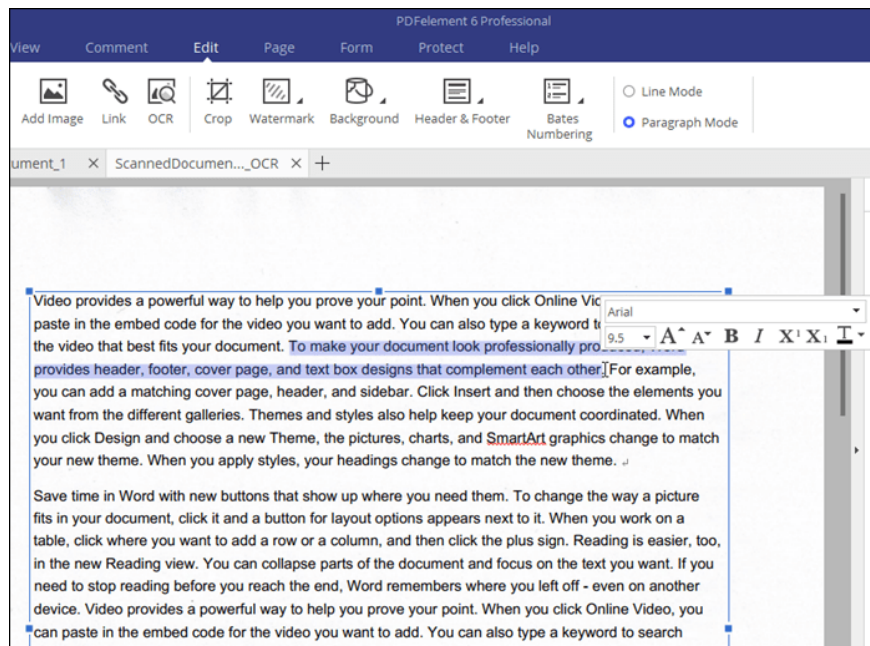 PDFelement 6 Professional
View Comment Edit Page Form Protect Help
Add Image Link OCR Crop Watermark Background Header & Footer Bates Numbering
Line Mode
Paragraph Mode
ument_1 ScannedDocumen..._OCR
Video provides a powerful way to help you prove your point. When you click Online Vid
Arial
paste in the embed code for the video you want to add. You can also type a keyword t
9.5 A A B I X¹ X₁ T
the video that best fits your document. To make your document look professionally produced, Word
provides header, footer, cover page, and text box designs that complement each other. For example,
you can add a matching cover page, header, and sidebar. Click Insert and then choose the elements you
want from the different galleries. Themes and styles also help keep your document coordinated. When
you click Design and choose a new Theme, the pictures, charts, and SmartArt graphics change to match
your new theme. When you apply styles, your headings change to match the new theme.
Save time in Word with new buttons that show up where you need them. To change the way a picture
fits in your document, click it and a button for layout options appears next to it. When you work on a
table, click where you want to add a row or a column, and then click the plus sign. Reading is easier, too,
in the new Reading view. You can collapse parts of the document and focus on the text you want. If you
need to stop reading before you reach the end, Word remembers where you left off - even on another
device. Video provides a powerful way to help you prove your point. When you click Online Video, you
can paste in the embed code for the video you want to add. You can also type a keyword to search